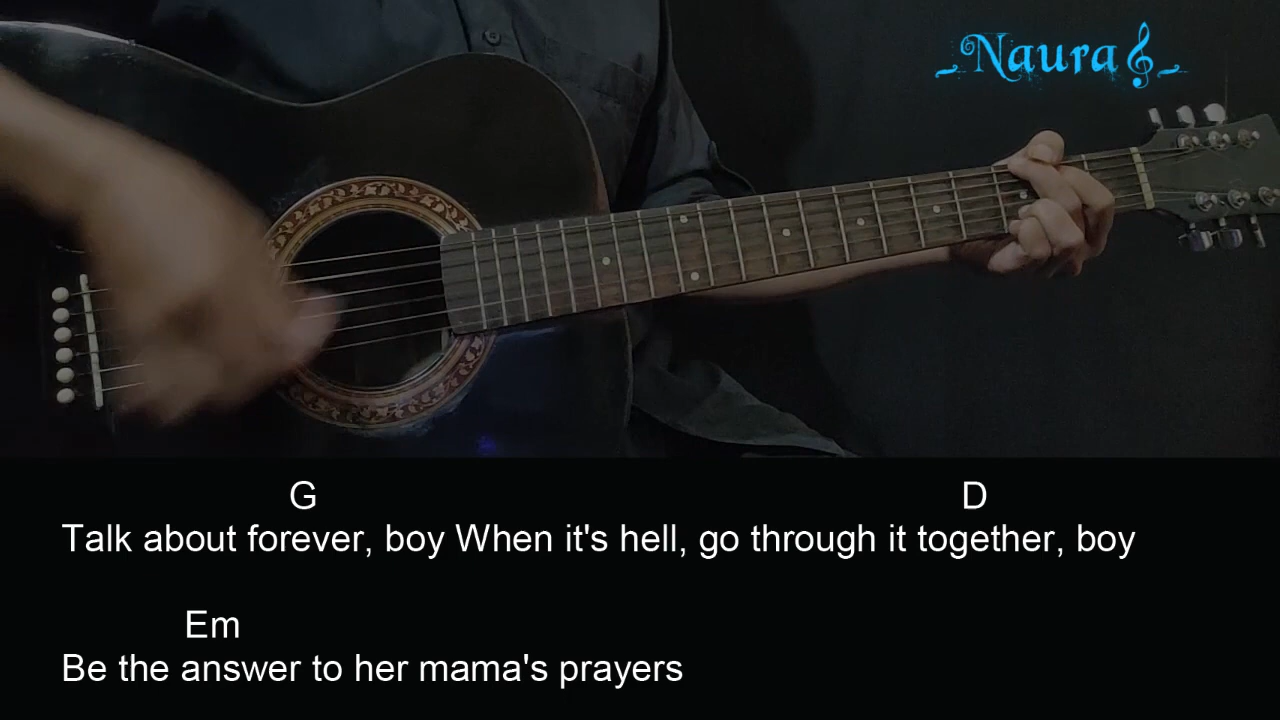 Naura
G D
Talk about forever, boy When it's hell, go through it together, boy
Em
Be the answer to her mama's prayers